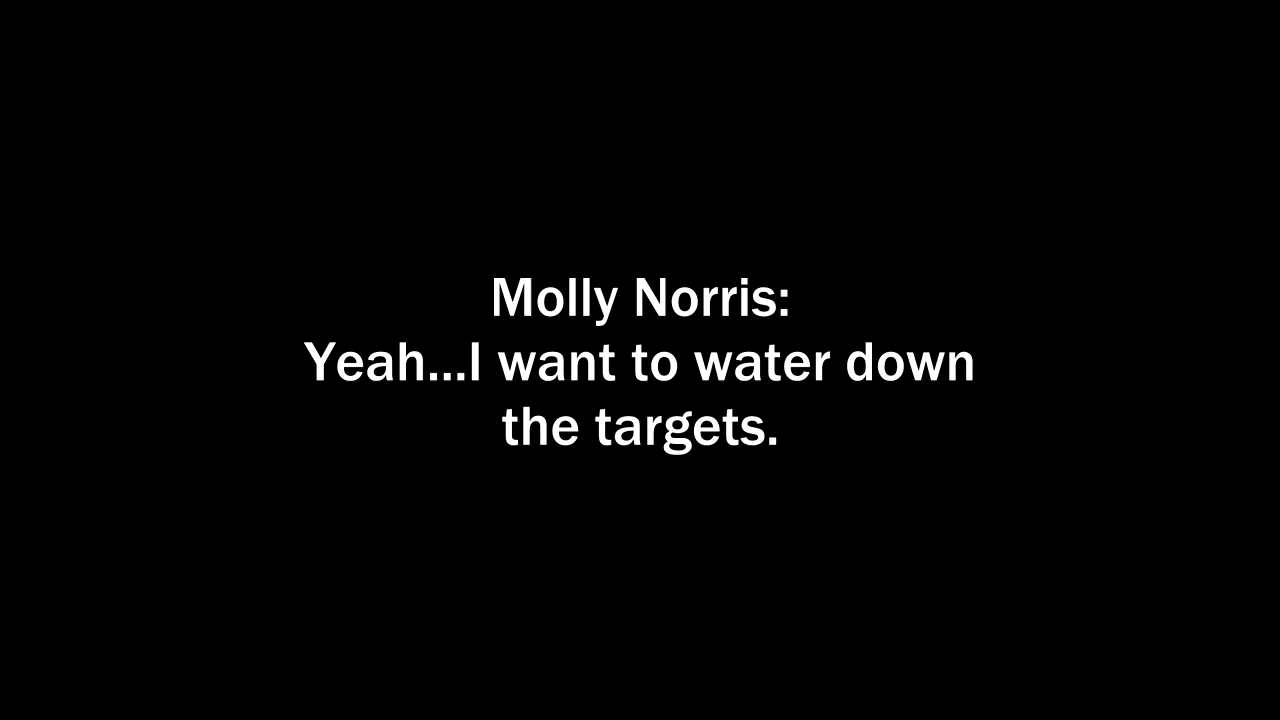 Molly Norris:
Yeah...I want to water down
the targets.